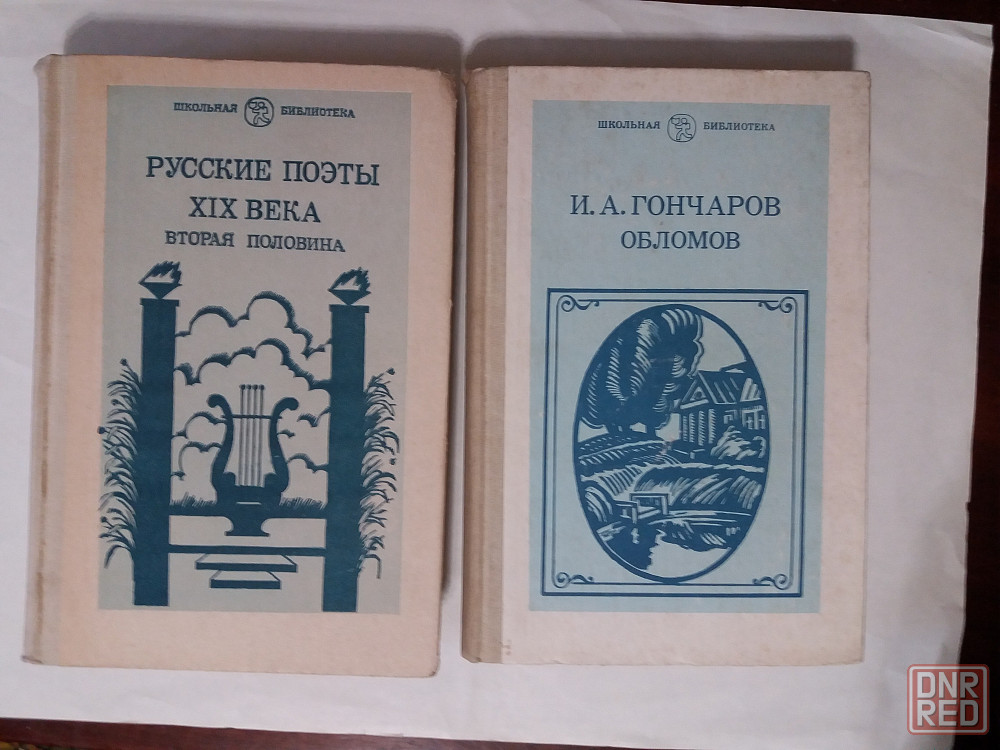 ШКОЛЬНАЯ БИБЛИОТЕКА
РУССКИЕ ПОЭТЫ
XIX ВЕКА
ВТОРАЯ ПОЛОВИНА
ШКОЛЬНАЯ БИБЛИОТЕКА
И. А. ГОНЧАРОВ
ОБЛОМОВ
DNR
RED